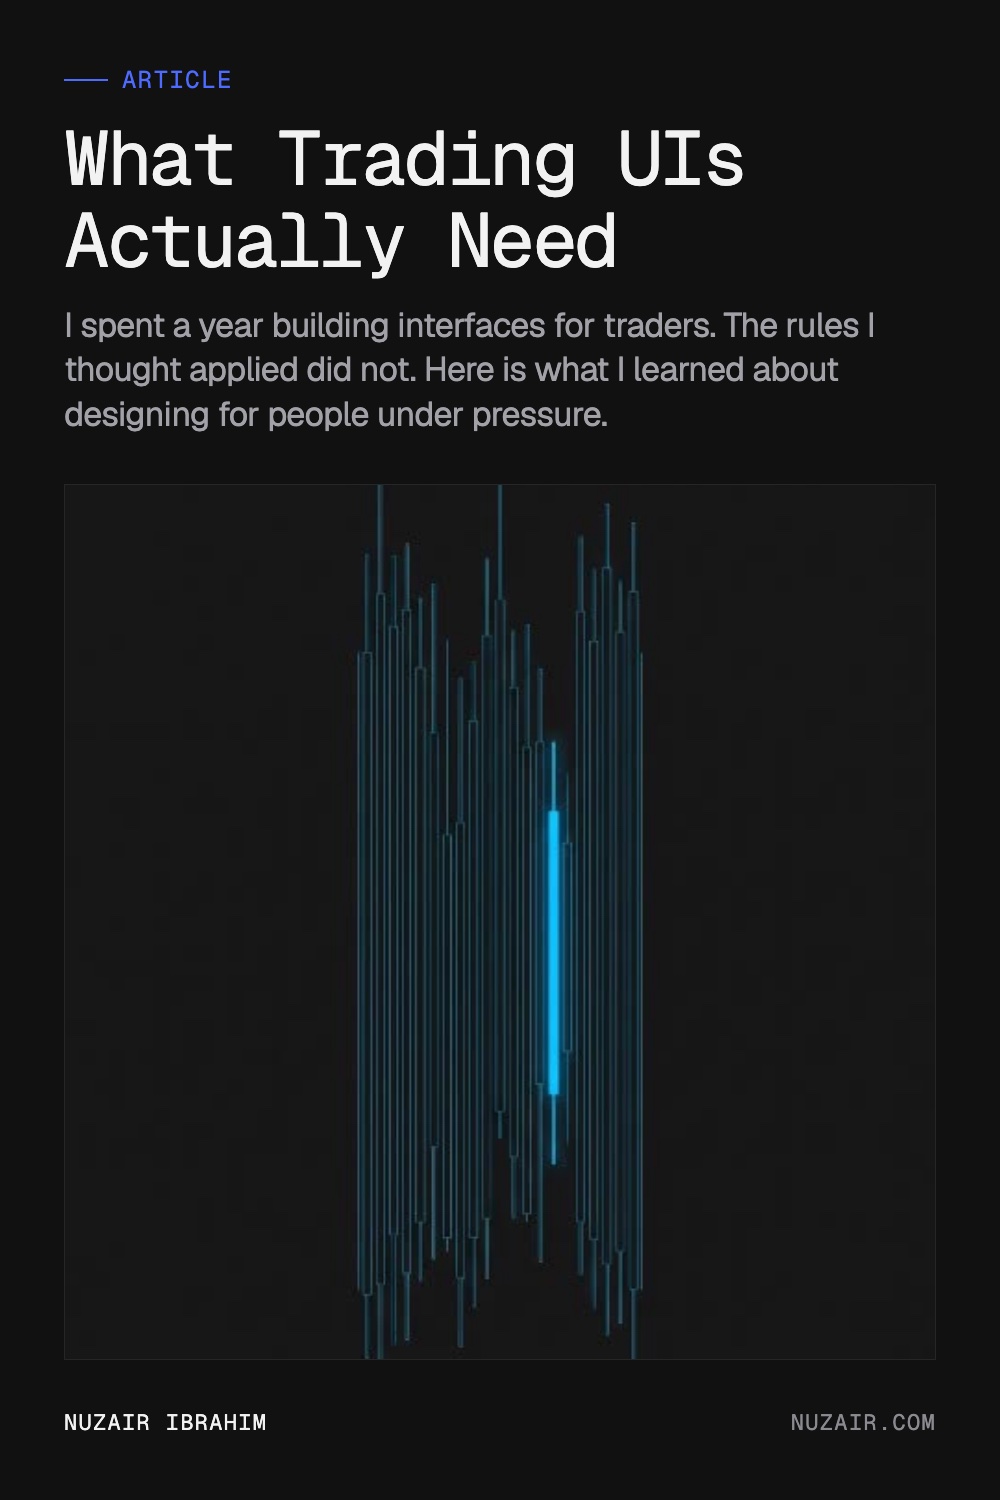 ARTICLE
What Trading UIs
Actually Need
I spent a year building interfaces for traders. The rules I
thought applied did not. Here is what I learned about
designing for people under pressure.
NUZAIR IBRAHIM
NUZAIR.COM